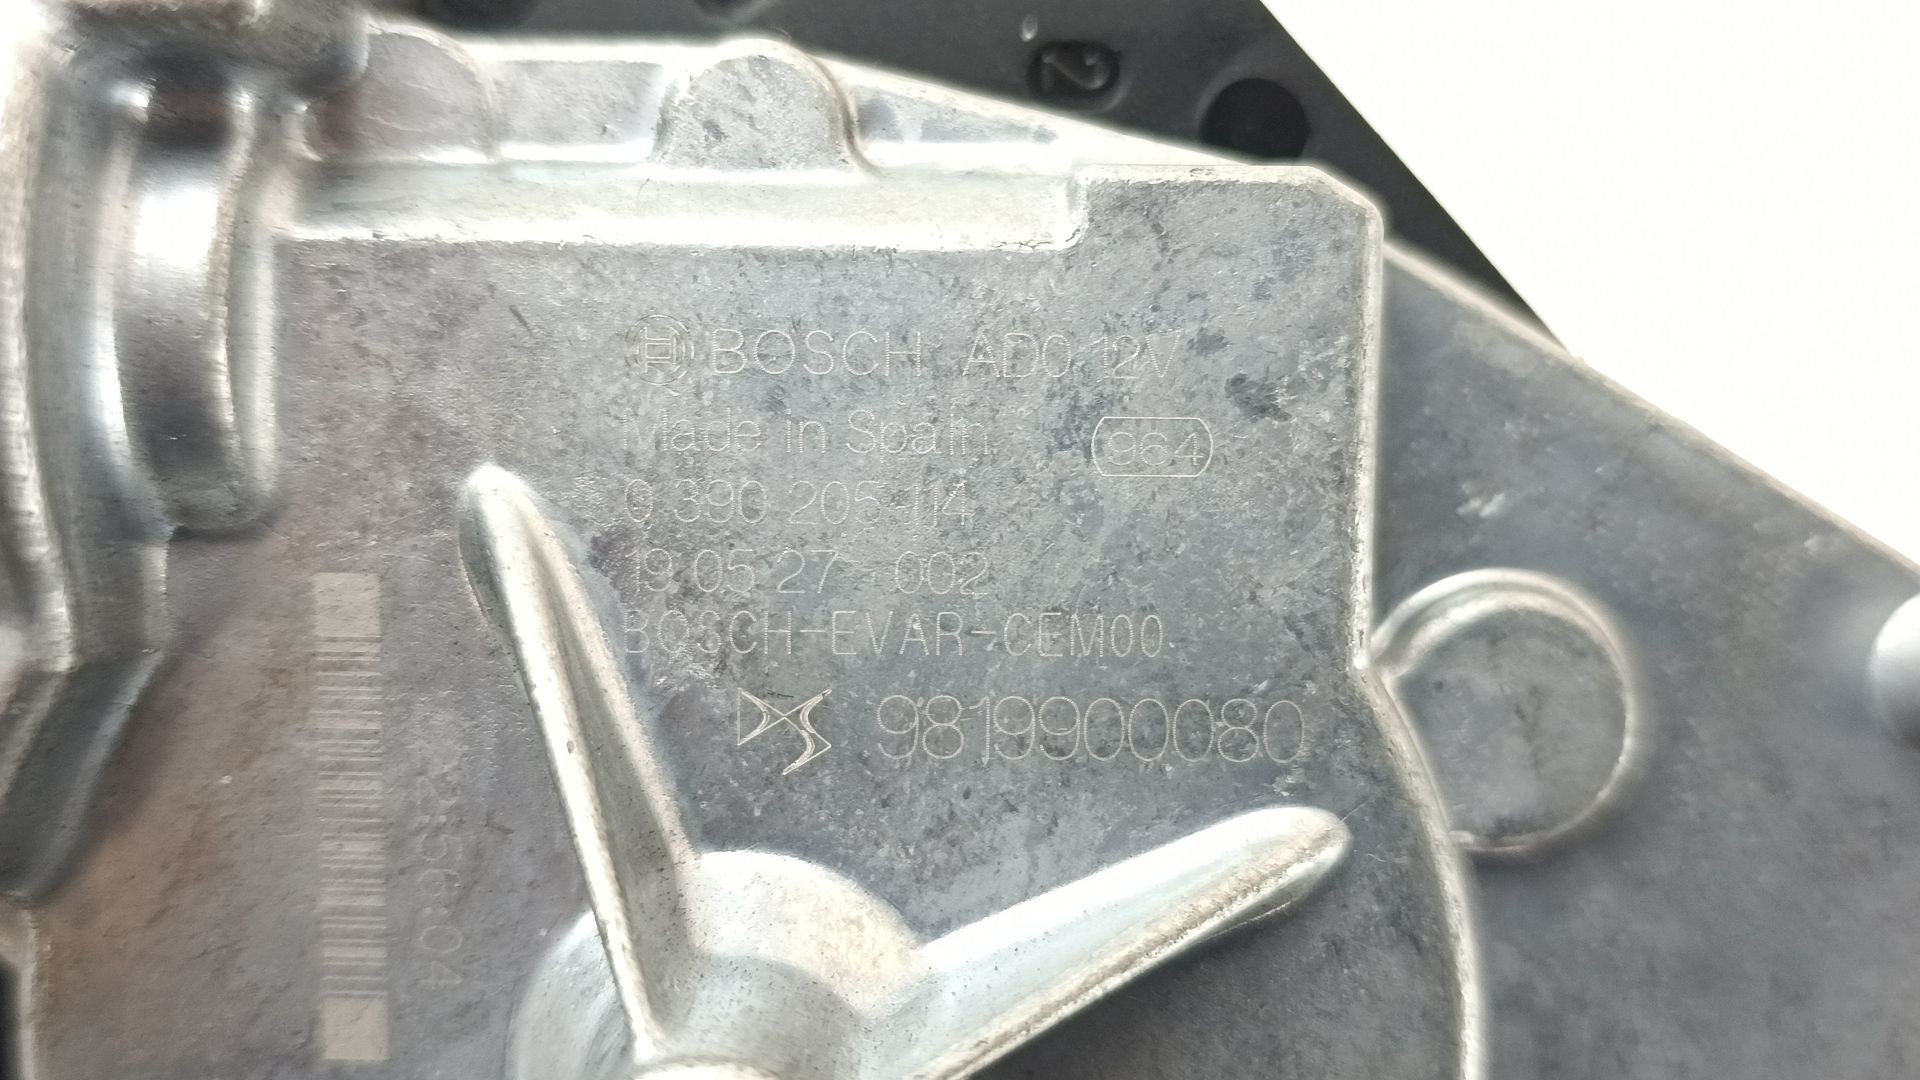 2
BOSCH AD0 12V
Made in Spain 964
0 390 205 114
19 05 27 002
BOSCH-EVAR-CEM00
9819900080